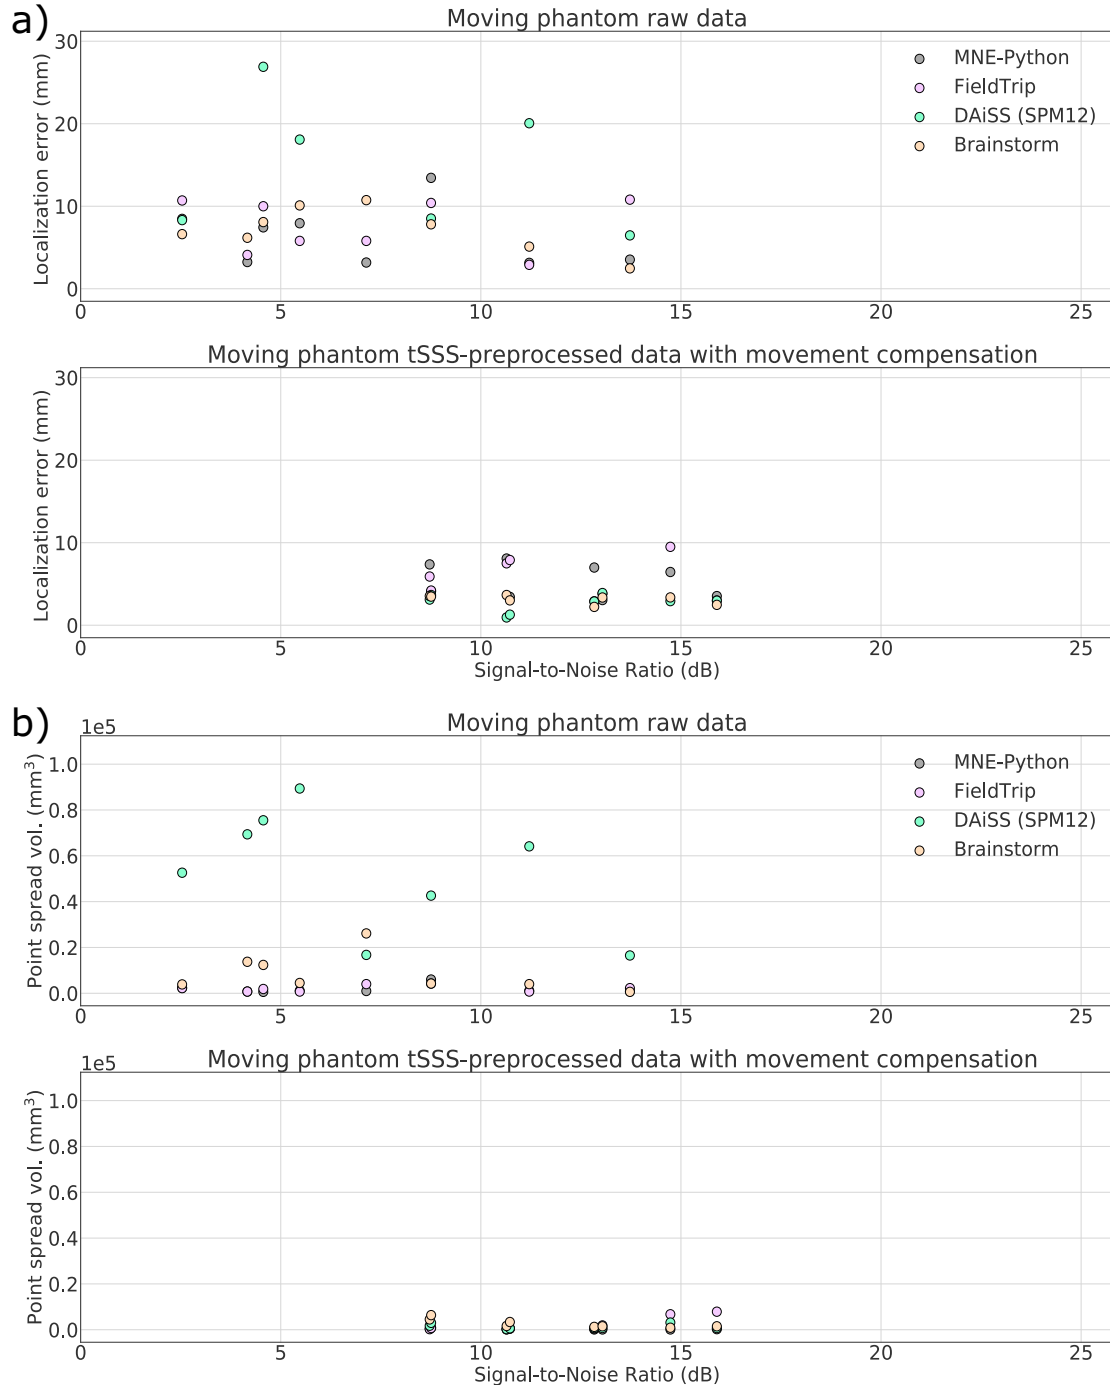 a)
Moving phantom raw data
Localization error (mm)
30
20
10
0
0 5 10 15 20 25
MNE-Python
FieldTrip
DAiSS (SPM12)
Brainstorm
Moving phantom tSSS-preprocessed data with movement compensation
Localization error (mm)
30
20
10
0
0 5 10 15 20 25
Signal-to-Noise Ratio (dB)
b)
1e5
Moving phantom raw data
Point spread vol. (mm³)
1.0
0.8
0.6
0.4
0.2
0.0
0 5 10 15 20 25
MNE-Python
FieldTrip
DAiSS (SPM12)
Brainstorm
1e5
Moving phantom tSSS-preprocessed data with movement compensation
Point spread vol. (mm³)
1.0
0.8
0.6
0.4
0.2
0.0
0 5 10 15 20 25
Signal-to-Noise Ratio (dB)